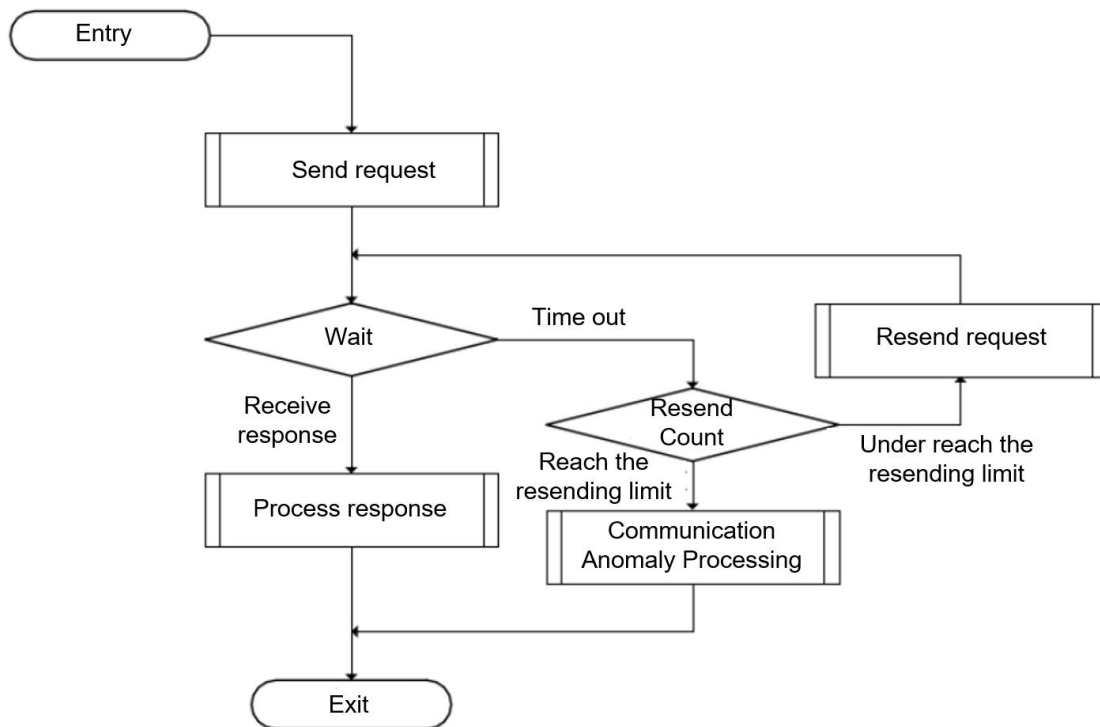 Entry
Send request
Wait
Time out
Resend request
Receive
response
Resend
Count
Under reach the
resending limit
Reach the
resending limit
Process response
Communication
Anomaly Processing
Exit